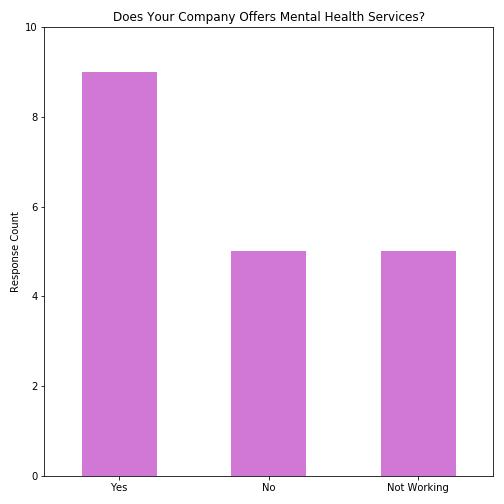 Does Your Company Offers Mental Health Services?
10
8
6
4
2
0
Response Count
Yes
No
Not Working